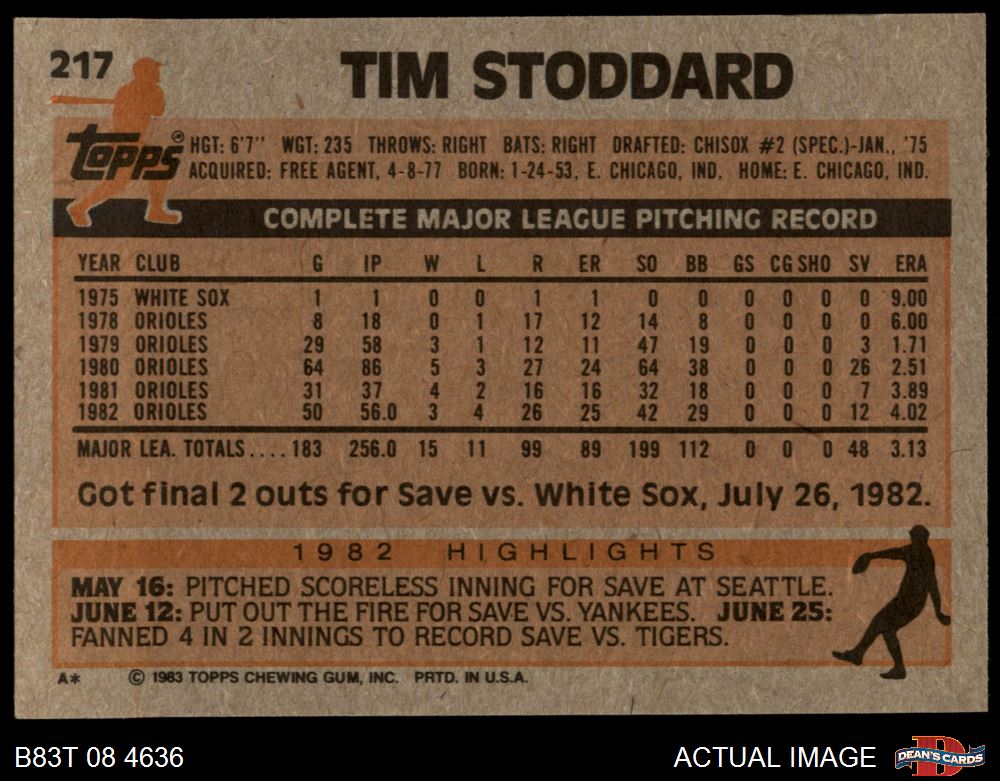 217
TIM STODDARD
topps HGT: 6'7" WGT: 235 THROWS: RIGHT BATS: RIGHT DRAFTED: CHISOX #2 (SPEC.)-JAN., '75
ACQUIRED: FREE AGENT, 4-8-77 BORN: 1-24-53, E. CHICAGO, IND. HOME: E. CHICAGO, IND.
COMPLETE MAJOR LEAGUE PITCHING RECORD
YEAR CLUB G IP W L R ER SO BB GS CG SHO SV ERA
1975 WHITE SOX 1 1 0 0 1 1 0 0 0 0 0 0 9.00
1978 ORIOLES 8 18 0 1 17 12 14 8 0 0 0 0 6.00
1979 ORIOLES 29 58 3 1 12 11 47 19 0 0 0 3 1.71
1980 ORIOLES 64 86 5 3 27 24 64 38 0 0 0 26 2.51
1981 ORIOLES 31 37 4 2 16 16 32 18 0 0 0 7 3.89
1982 ORIOLES 50 56.0 3 4 26 25 42 29 0 0 0 12 4.02
MAJOR LEA. TOTALS....183 256.0 15 11 99 89 199 112 0 0 0 48 3.13
Got final 2 outs for Save vs. White Sox, July 26, 1982.
1982 HIGHLIGHTS
MAY 16: PITCHED SCORELESS INNING FOR SAVE AT SEATTLE.
JUNE 12: PUT OUT THE FIRE FOR SAVE VS. YANKEES. JUNE 25:
FANNED 4 IN 2 INNINGS TO RECORD SAVE VS. TIGERS.
A* © 1983 TOPPS CHEWING GUM, INC. PRTD. IN U.S.A.
B83T 08 4636 ACTUAL IMAGE D DEAN'S CARDS